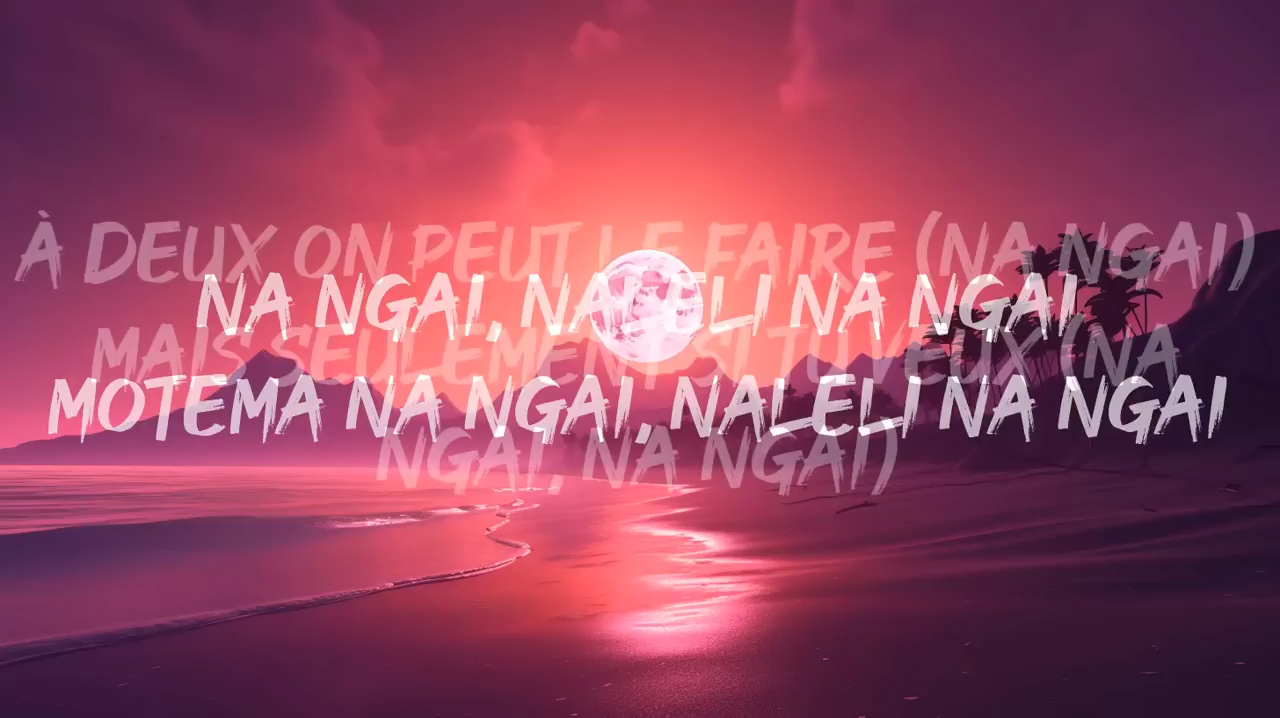 À DEUX ON PEUT LE FAIRE (NA NGAI)
NA NGAI, NALELI NA NGAI
MAIS SEULEMENT SI TU VEUX (NA
MOTEMA NA NGAI, NALELI NA NGAI
NGAI, NA NGAI)